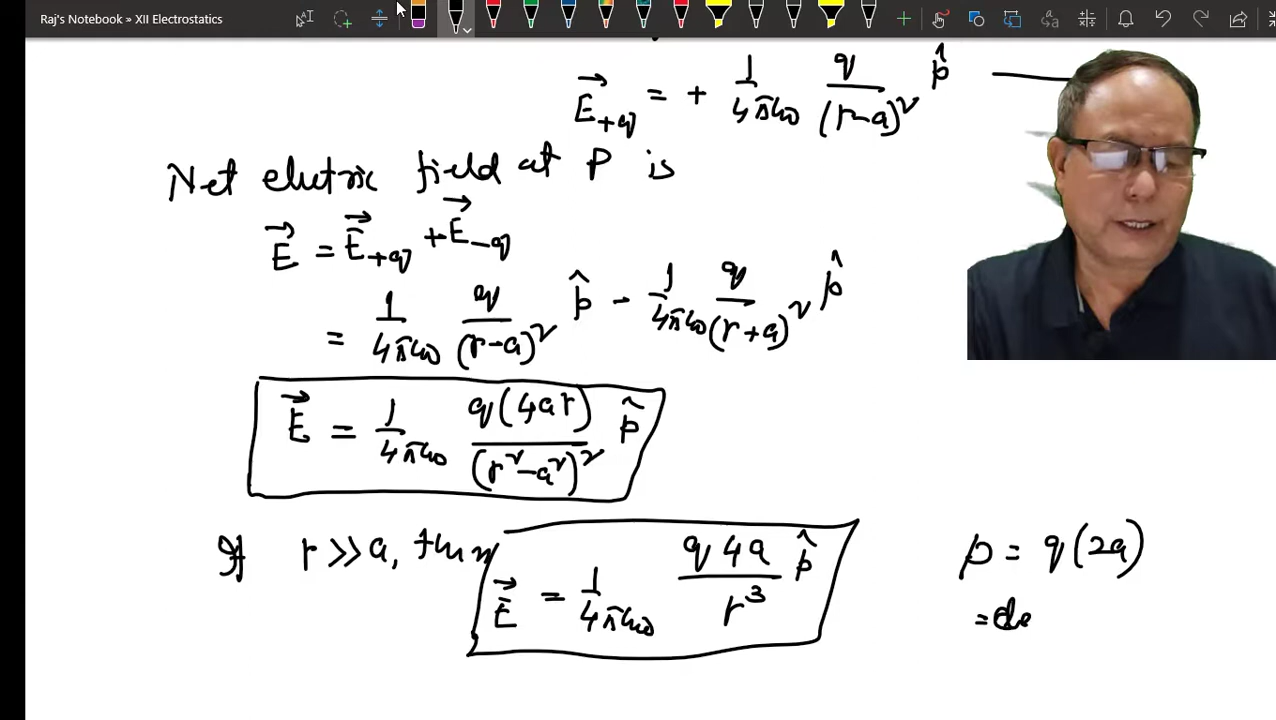 Raj's Notebook » XII Electrostatics
E⃗₊q = + 1/4πε₀ q/(r-a)² p̂
Net electric field at P is
E⃗ = E⃗₊q + E⃗₋q
= 1/4πε₀ q/(r-a)² p̂ - 1/4πε₀ q/(r+a)² p̂
E⃗ = 1/4πε₀ q(4ar)/(r²-a²)² p̂
If r >> a, then E⃗ = 1/4πε₀ q4a/r³ p̂
p = q(2a)
= de